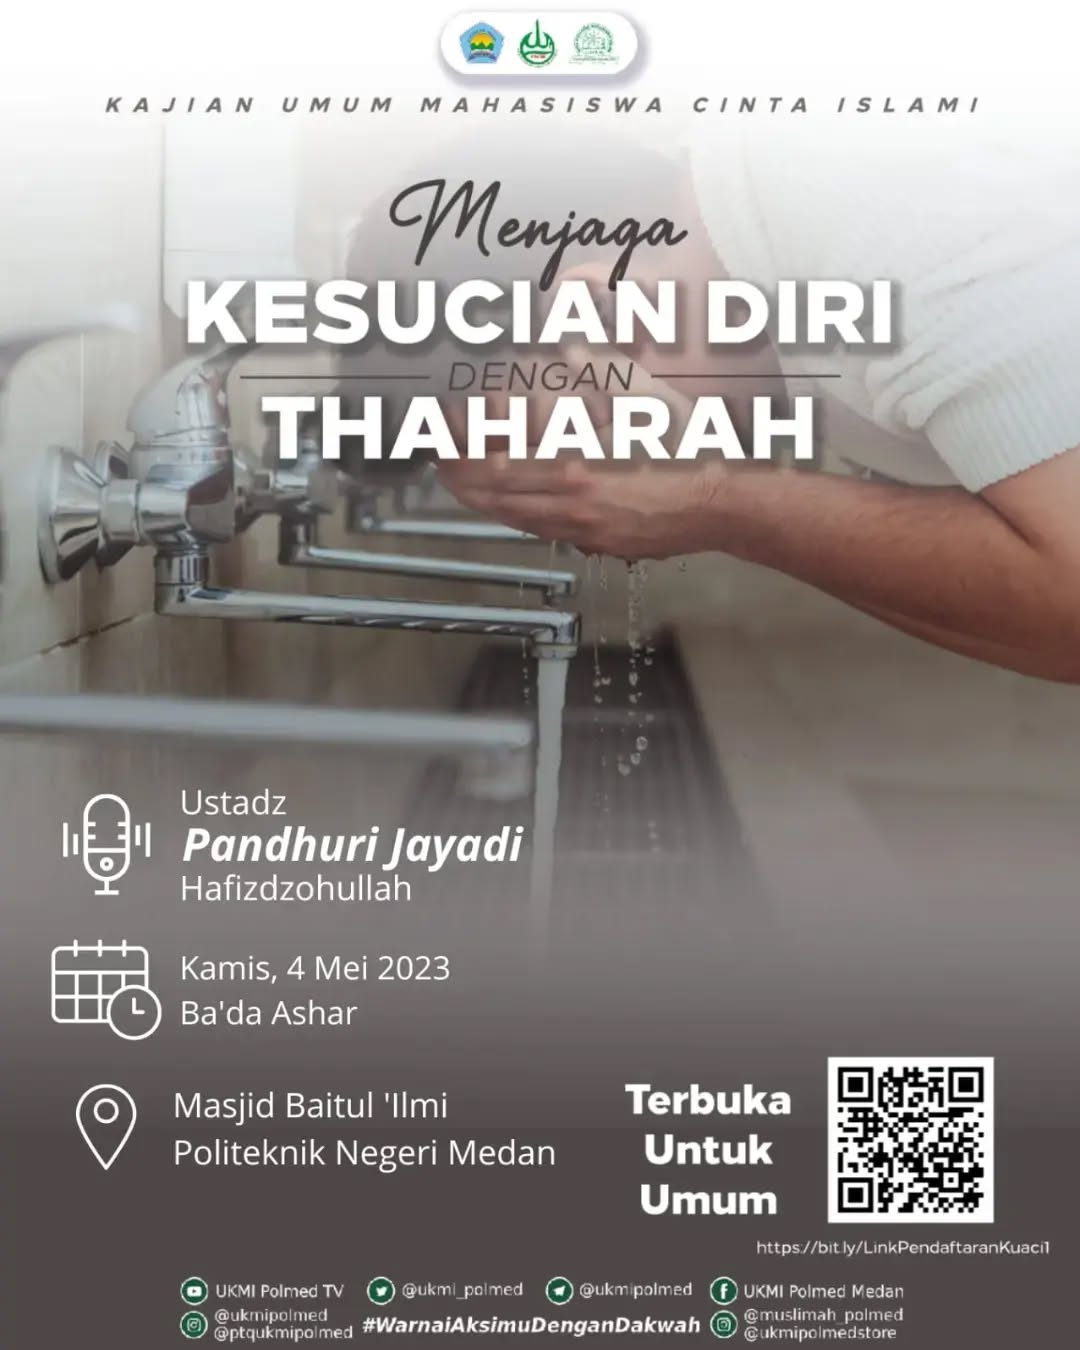 KAJIAN UMUM MAHASISWA CINTA ISLAMI
Menjaga
KESUCIAN DIRI
DENGAN
THAHARAH
Ustadz
Pandhuri Jayadi
Hafizdzohullah
Kamis, 4 Mei 2023
Ba'da Ashar
Masjid Baitul 'Ilmi
Politeknik Negeri Medan
Terbuka
Untuk
Umum
https://bit.ly/LinkPendaftaranKuaci1
UKMI Polmed TV
@ukmi_polmed
@ukmipolmed
UKMI Polmed Medan
@ukmipolmed
@ptqukmipolmed
#WarnaiAksimuDenganDakwah
@muslimah_polmed
@ukmipolmedstore